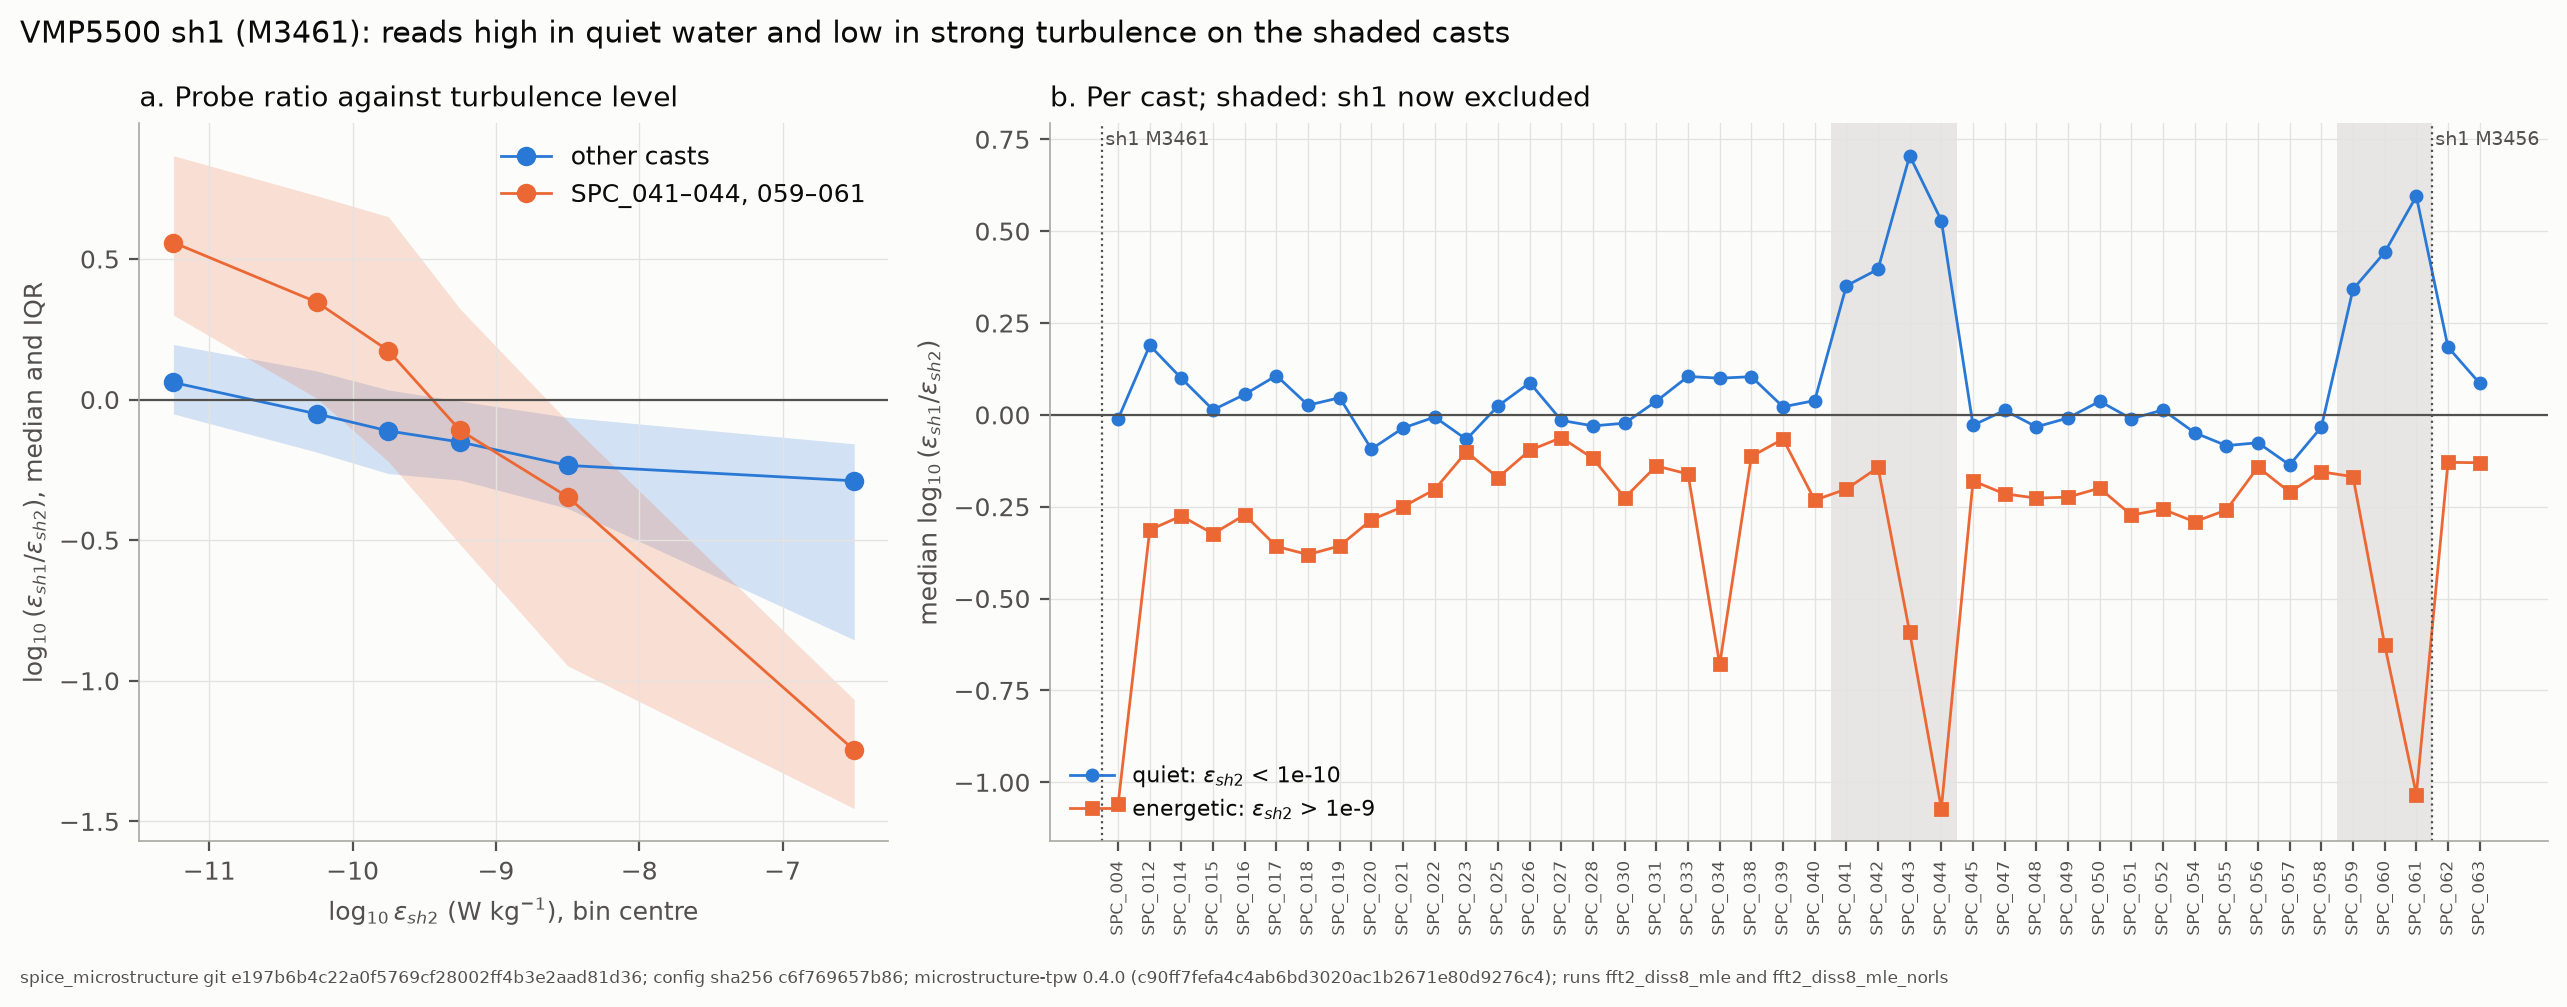 VMP5500 sh1 (M3461): reads high in quiet water and low in strong turbulence on the shaded casts
a. Probe ratio against turbulence level
log10 (εsh1/εsh2), median and IQR
0.5
0.0
−0.5
−1.0
−1.5
other casts
SPC_041–044, 059–061
−11
−10
−9
−8
−7
log10 εsh2 (W kg−1), bin centre
b. Per cast; shaded: sh1 now excluded
median log10 (εsh1/εsh2)
0.75
0.50
0.25
0.00
−0.25
−0.50
−0.75
−1.00
sh1 M3461
sh1 M3456
quiet: εsh2 < 1e-10
energetic: εsh2 > 1e-9
SPC_004
SPC_012
SPC_014
SPC_015
SPC_016
SPC_017
SPC_018
SPC_019
SPC_020
SPC_021
SPC_022
SPC_023
SPC_025
SPC_026
SPC_027
SPC_028
SPC_030
SPC_031
SPC_033
SPC_034
SPC_038
SPC_039
SPC_040
SPC_041
SPC_042
SPC_043
SPC_044
SPC_045
SPC_047
SPC_048
SPC_049
SPC_050
SPC_051
SPC_052
SPC_054
SPC_055
SPC_056
SPC_057
SPC_058
SPC_059
SPC_060
SPC_061
SPC_062
SPC_063
spice_microstructure git e197b6b4c22a0f5769cf28002ff4b3e2aad81d36; config sha256 c6f769657b86; microstructure-tpw 0.4.0 (c90ff7fefa4c4ab6bd3020ac1b2671e80d9276c4); runs fft2_diss8_mle and fft2_diss8_mle_norls